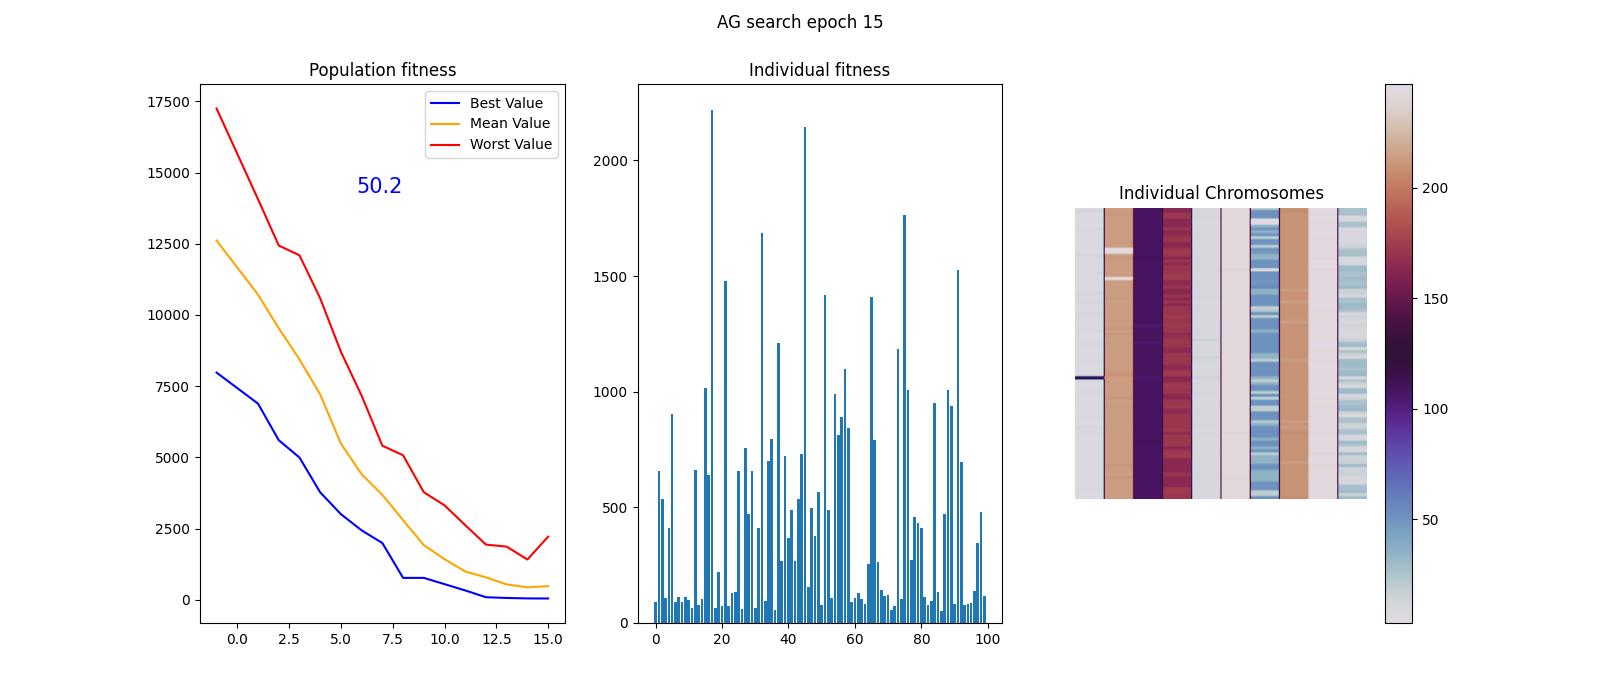 AG search epoch 15
Population fitness
17500
15000
12500
10000
7500
5000
2500
0
0.0 2.5 5.0 7.5 10.0 12.5 15.0
Best Value
Mean Value
Worst Value
50.2
Individual fitness
2000
1500
1000
500
0
0 20 40 60 80 100
Individual Chromosomes
200
150
100
50